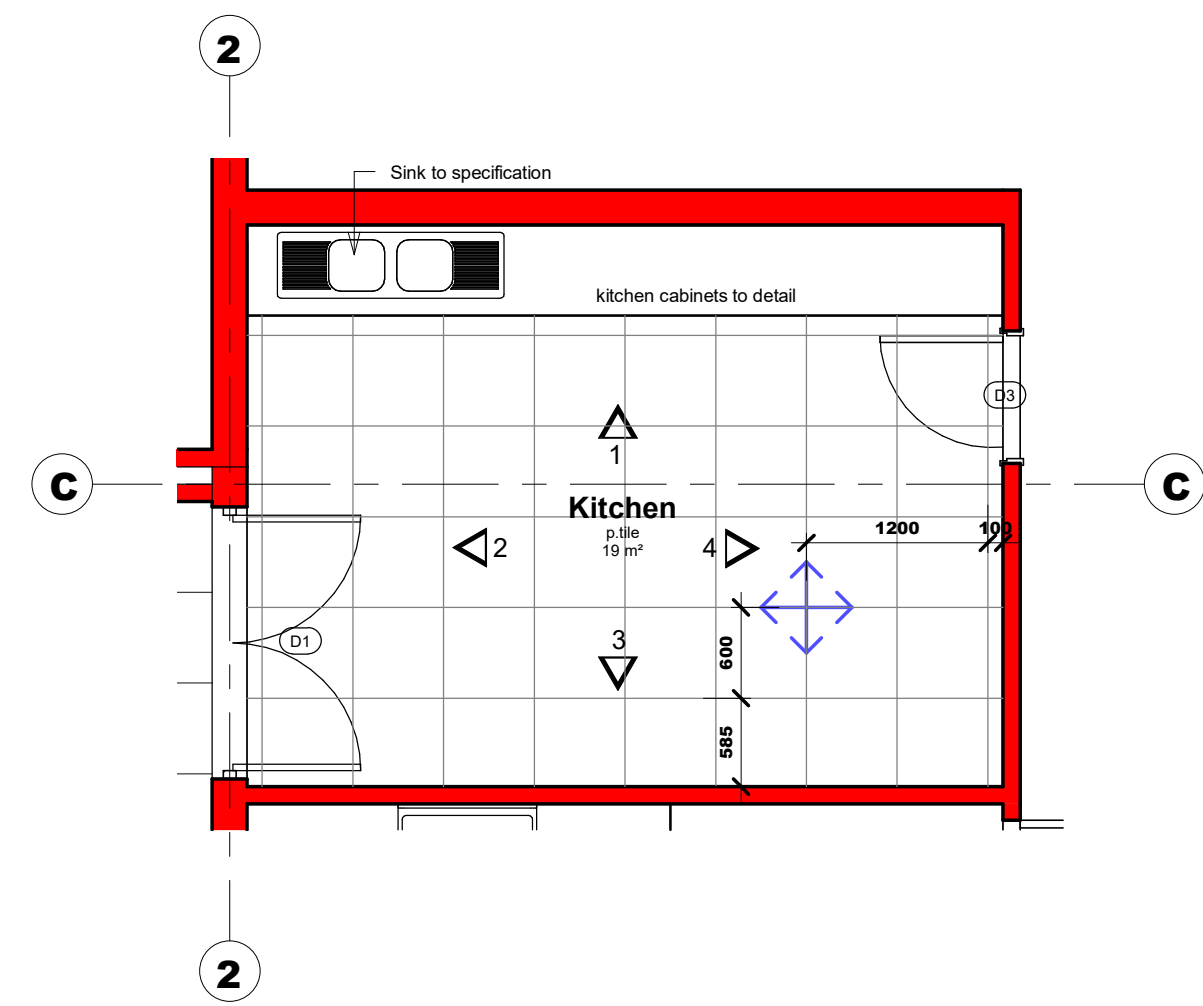 2
Sink to specification
kitchen cabinets to detail
D3
1
C
C
Kitchen
p.tile
19 m²
1200
100
2
4
D1
3
600
585
2